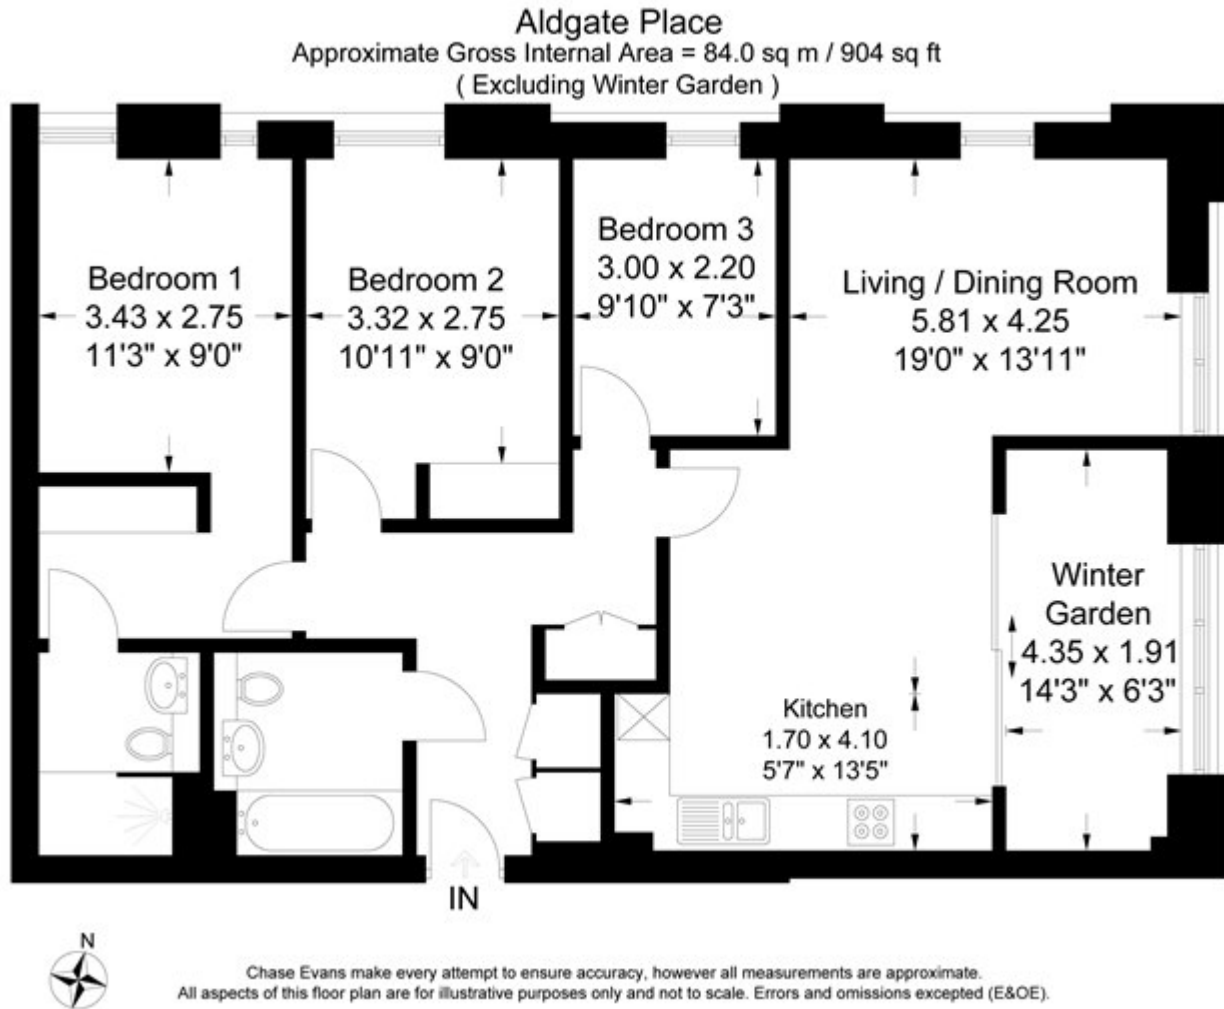 Aldgate Place
Approximate Gross Internal Area = 84.0 sq m / 904 sq ft
( Excluding Winter Garden )
Bedroom 1
3.43 x 2.75
11'3" x 9'0"
Bedroom 2
3.32 x 2.75
10'11" x 9'0"
Bedroom 3
3.00 x 2.20
9'10" x 7'3"
Living / Dining Room
5.81 x 4.25
19'0" x 13'11"
Winter
Garden
4.35 x 1.91
14'3" x 6'3"
Kitchen
1.70 x 4.10
5'7" x 13'5"
IN
N
Chase Evans make every attempt to ensure accuracy, however all measurements are approximate.
All aspects of this floor plan are for illustrative purposes only and not to scale. Errors and omissions excepted (E&OE).